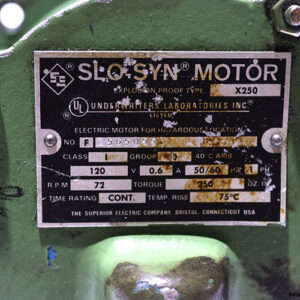 SLO-SYN® MOTOR
EXPLOSION PROOF TYPE X250
UL® UNDERWRITERS LABORATORIES INC.
LISTED
ELECTRIC MOTOR FOR HAZARDOUS LOCATION
NO F
CLASS I GROUP D 40°C AMB
120 V 0.6 A 50/60 HZ 1 PH
R.P.M 72 TORQUE 250 OZ. IN.
TIME RATING CONT. TEMP. RISE 75°C
THE SUPERIOR ELECTRIC COMPANY, BRISTOL, CONNECTICUT USA